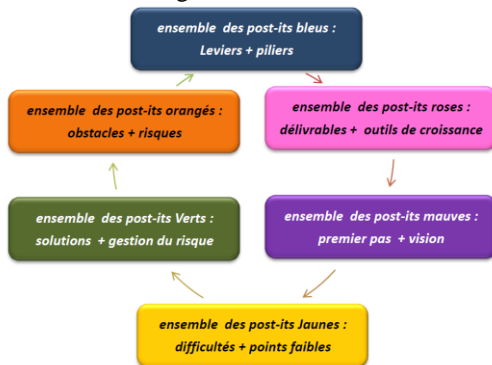 ensemble des post-its bleus :
Leviers + piliers
ensemble des post-its orangés :
obstacles + risques
ensemble des post-its roses :
délivrables + outils de croissance
ensemble des post-its Verts :
solutions + gestion du risque
ensemble des post-its mauves :
premier pas + vision
ensemble des post-its Jaunes :
difficultés + points faibles